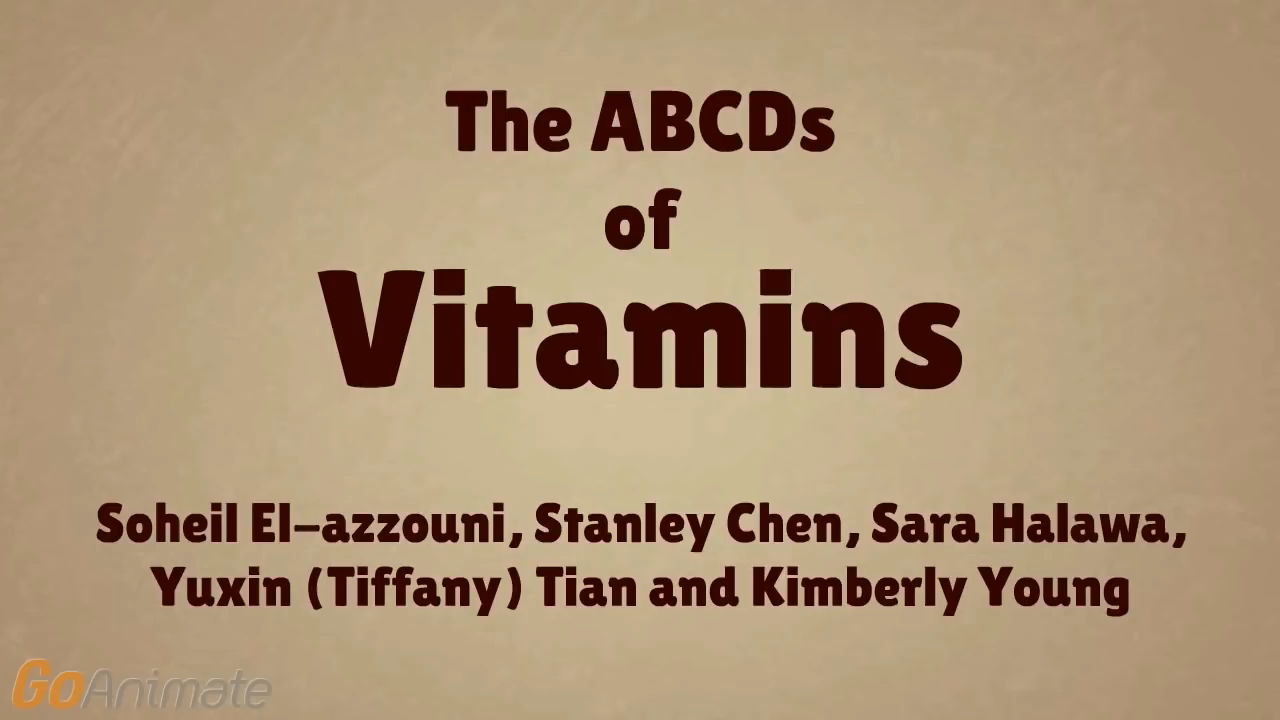 The ABCDs
of
Vitamins
Soheil El-azzouni, Stanley Chen, Sara Halawa,
Yuxin (Tiffany) Tian and Kimberly Young
GoAnimate